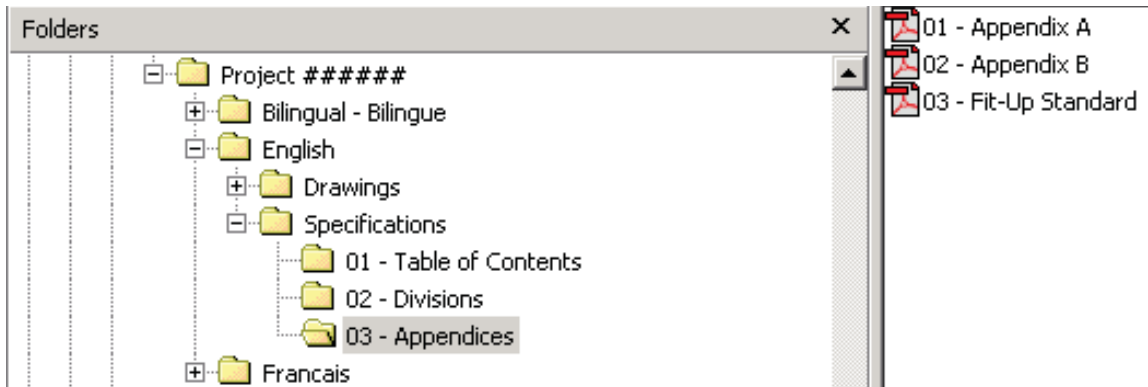 Folders
Project ######
Bilingual - Bilingue
English
Drawings
Specifications
01 - Table of Contents
02 - Divisions
03 - Appendices
Francais
01 - Appendix A
02 - Appendix B
03 - Fit-Up Standard